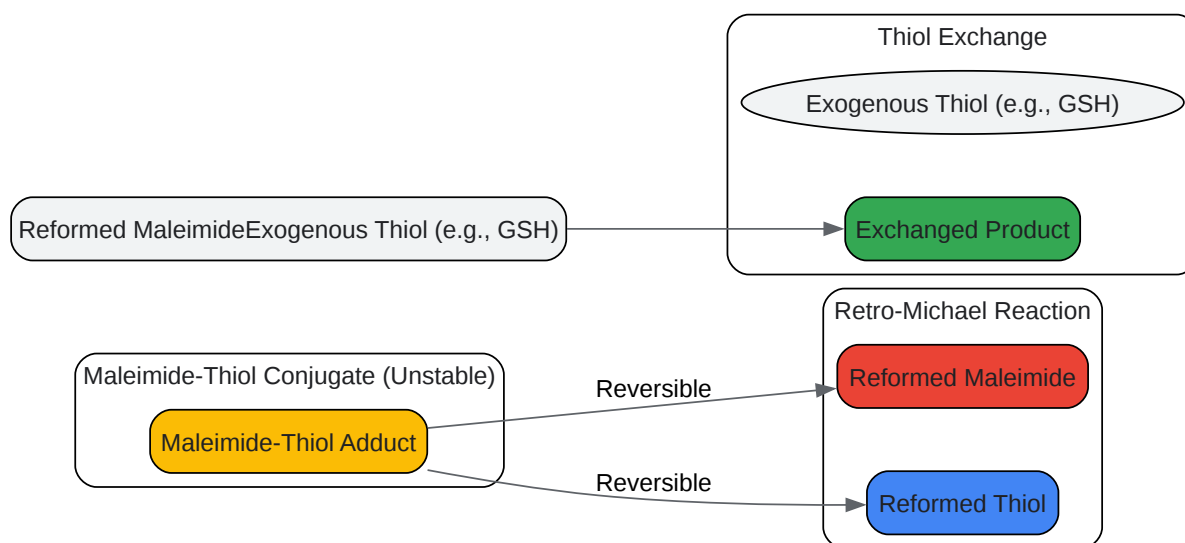 Thiol Exchange
Exogenous Thiol (e.g., GSH)
Reformed MaleimideExogenous Thiol (e.g., GSH)
Exchanged Product
Retro-Michael Reaction
Maleimide-Thiol Conjugate (Unstable)
Reversible
Reformed Maleimide
Maleimide-Thiol Adduct
Reversible
Reformed Thiol